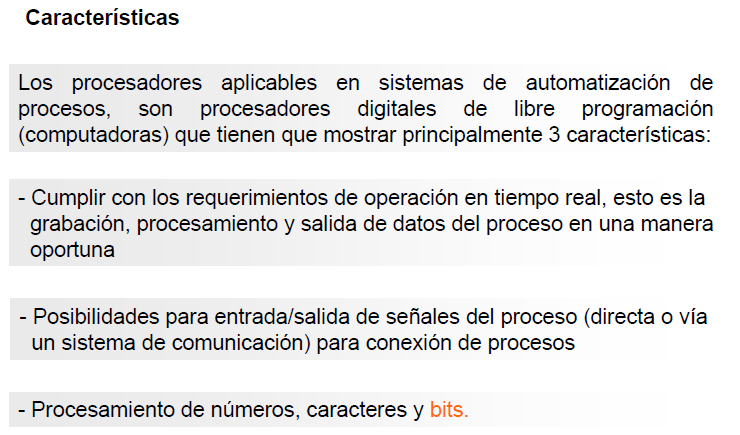 Características
Los procesadores aplicables en sistemas de automatización de
procesos, son procesadores digitales de libre programación
(computadoras) que tienen que mostrar principalmente 3 características:
- Cumplir con los requerimientos de operación en tiempo real, esto es la
grabación, procesamiento y salida de datos del proceso en una manera
oportuna
- Posibilidades para entrada/salida de señales del proceso (directa o vía
un sistema de comunicación) para conexión de procesos
- Procesamiento de números, caracteres y bits.